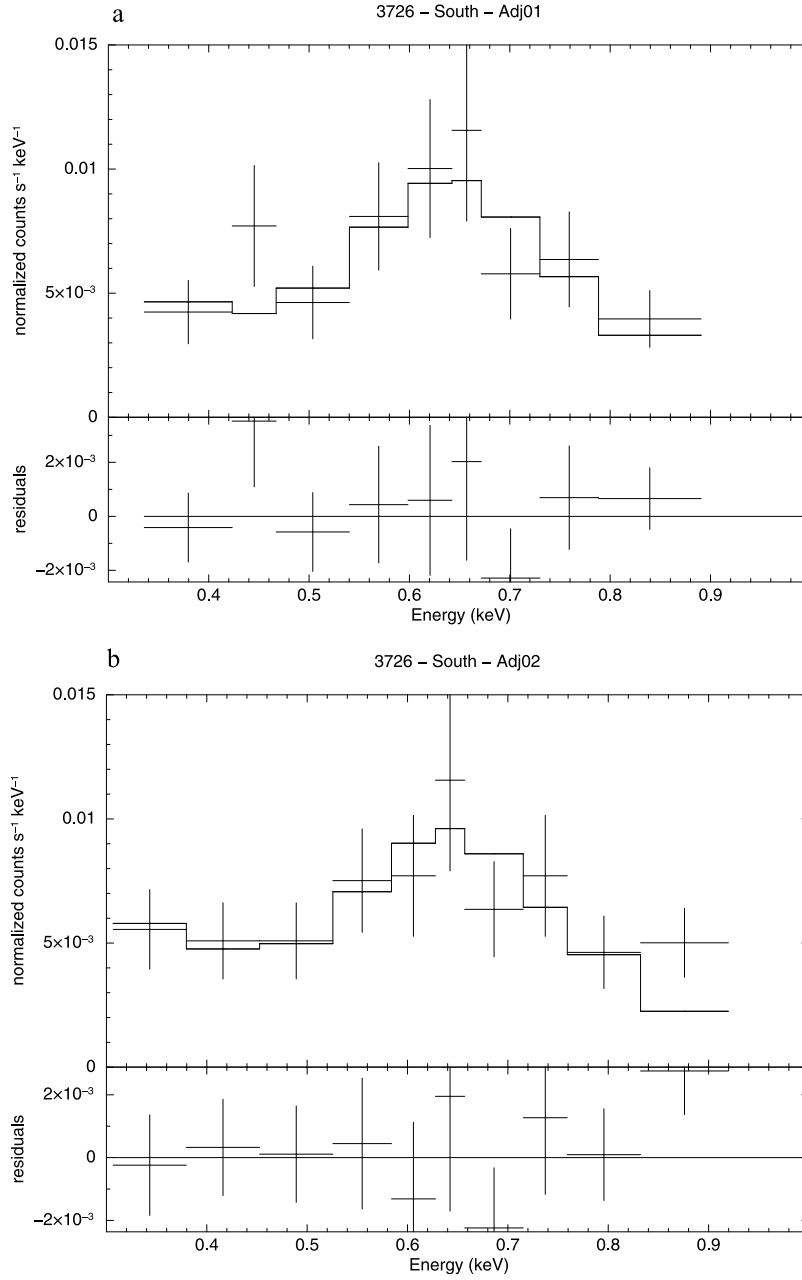 a
3726 – South – Adj01
0.015
0.01
5×10⁻³
0
normalized counts s⁻¹ keV⁻¹
2×10⁻³
0
−2×10⁻³
residuals
0.4 0.5 0.6 0.7 0.8 0.9
Energy (keV)
b
3726 – South – Adj02
0.015
0.01
5×10⁻³
0
normalized counts s⁻¹ keV⁻¹
2×10⁻³
0
−2×10⁻³
residuals
0.4 0.5 0.6 0.7 0.8 0.9
Energy (keV)